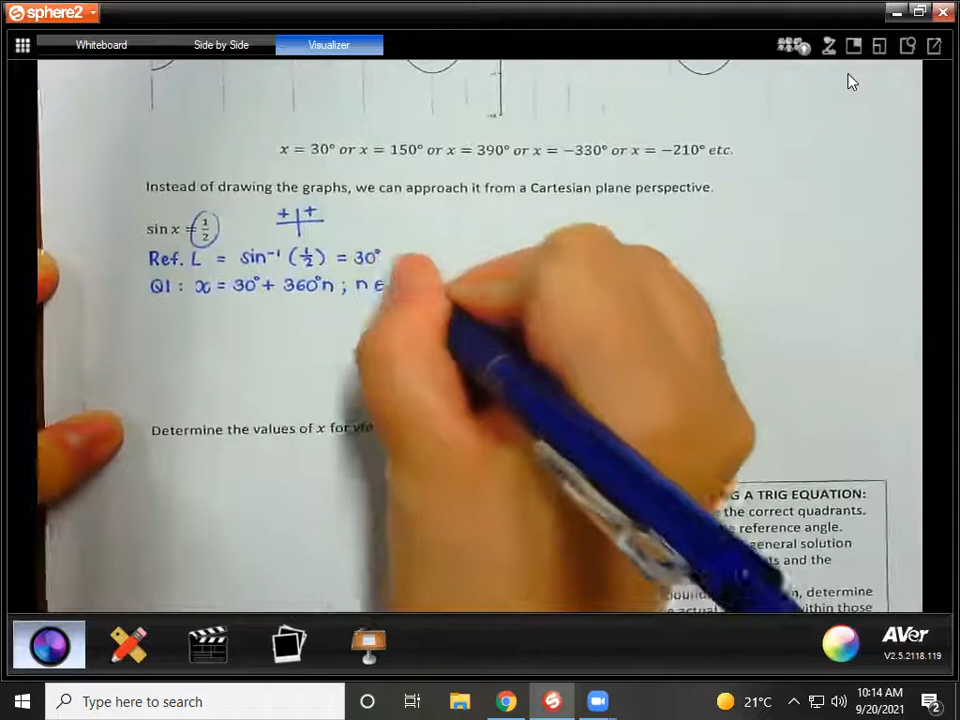 sphere2
Whiteboard Side by Side Visualizer
x = 30° or x = 150° or x = 390° or x = −330° or x = −210° etc.
Instead of drawing the graphs, we can approach it from a Cartesian plane perspective.
sin x = 1/2
+ +
Ref. L = sin⁻¹ (1/2) = 30°
Q1 : x = 30° + 360°n ; n ∈
Determine the values of x for
G A TRIG EQUATION:
the correct quadrants.
reference angle.
general solution
and the
determine
within those
AVer
V2.5.2118.119
Type here to search
21°C
10:14 AM
9/20/2021
2